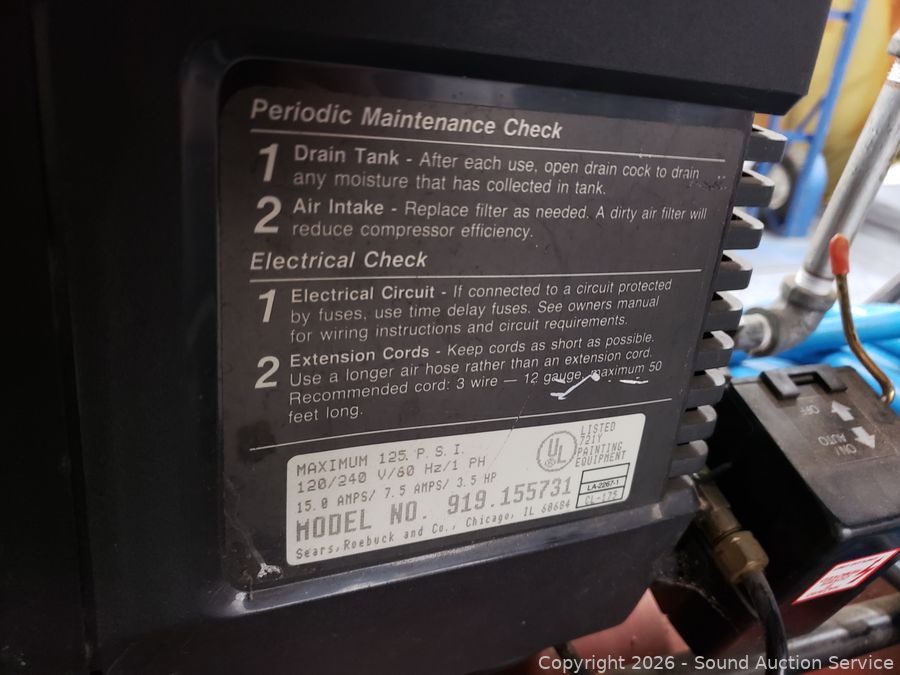 Periodic Maintenance Check
1 Drain Tank - After each use, open drain cock to drain
any moisture that has collected in tank.
2 Air Intake - Replace filter as needed. A dirty air filter will
reduce compressor efficiency.
Electrical Check
1 Electrical Circuit - If connected to a circuit protected
by fuses, use time delay fuses. See owners manual
for wiring instructions and circuit requirements.
2 Extension Cords - Keep cords as short as possible.
Use a longer air hose rather than an extension cord.
Recommended cord: 3 wire — 12 gauge, maximum 50
feet long.
MAXIMUM 125 P.S.I.
120/240 V/60 Hz/1 PH
15.0 AMPS/ 7.5 AMPS/ 3.5 HP
MODEL NO. 919.155731
Sears, Roebuck and Co., Chicago, IL 60684
UL
LISTED
721Y
PAINTING
EQUIPMENT
LA-2267-1
CL-175
OFF
ON/
AUTO
Copyright 2026 - Sound Auction Service